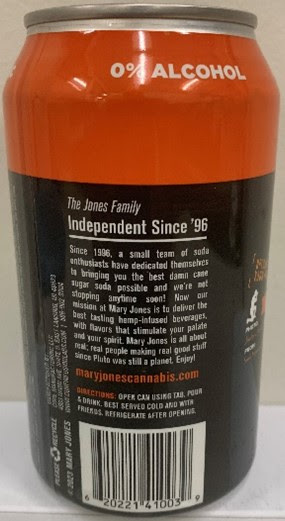 0% ALCOHOL
The Jones Family
Independent Since '96
Since 1996, a small team of soda
enthusiasts have dedicated themselves
to bringing you the best damn cane
sugar soda possible and we're not
stopping anytime soon! Now our
mission at Mary Jones is to deliver the
best tasting hemp-infused beverages,
with flavors that stimulate your palate
and your spirit. Mary Jones is all about
real; real people making real good stuff
since Pluto was still a planet. Enjoy!
maryjonescannabis.com
DIRECTIONS: OPEN CAN USING TAB, POUR
& DRINK. BEST SERVED COLD AND WITH
FRIENDS. REFRIGERATE AFTER OPENING.
6 20221 41003 9
PLEASE RECYCLE
© 2023 MARY JONES